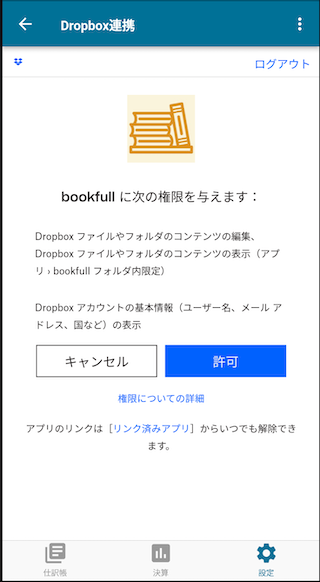 Dropbox連携
ログアウト
bookfull に次の権限を与えます：
Dropbox ファイルやフォルダのコンテンツの編集、
Dropbox ファイルやフォルダのコンテンツの表示（アプ
リ › bookfull フォルダ内限定）
Dropbox アカウントの基本情報（ユーザー名、メール ア
ドレス、国など）の表示
キャンセル
許可
権限についての詳細
アプリのリンクは［リンク済みアプリ］からいつでも解除でき
ます。
仕訳帳
決算
設定